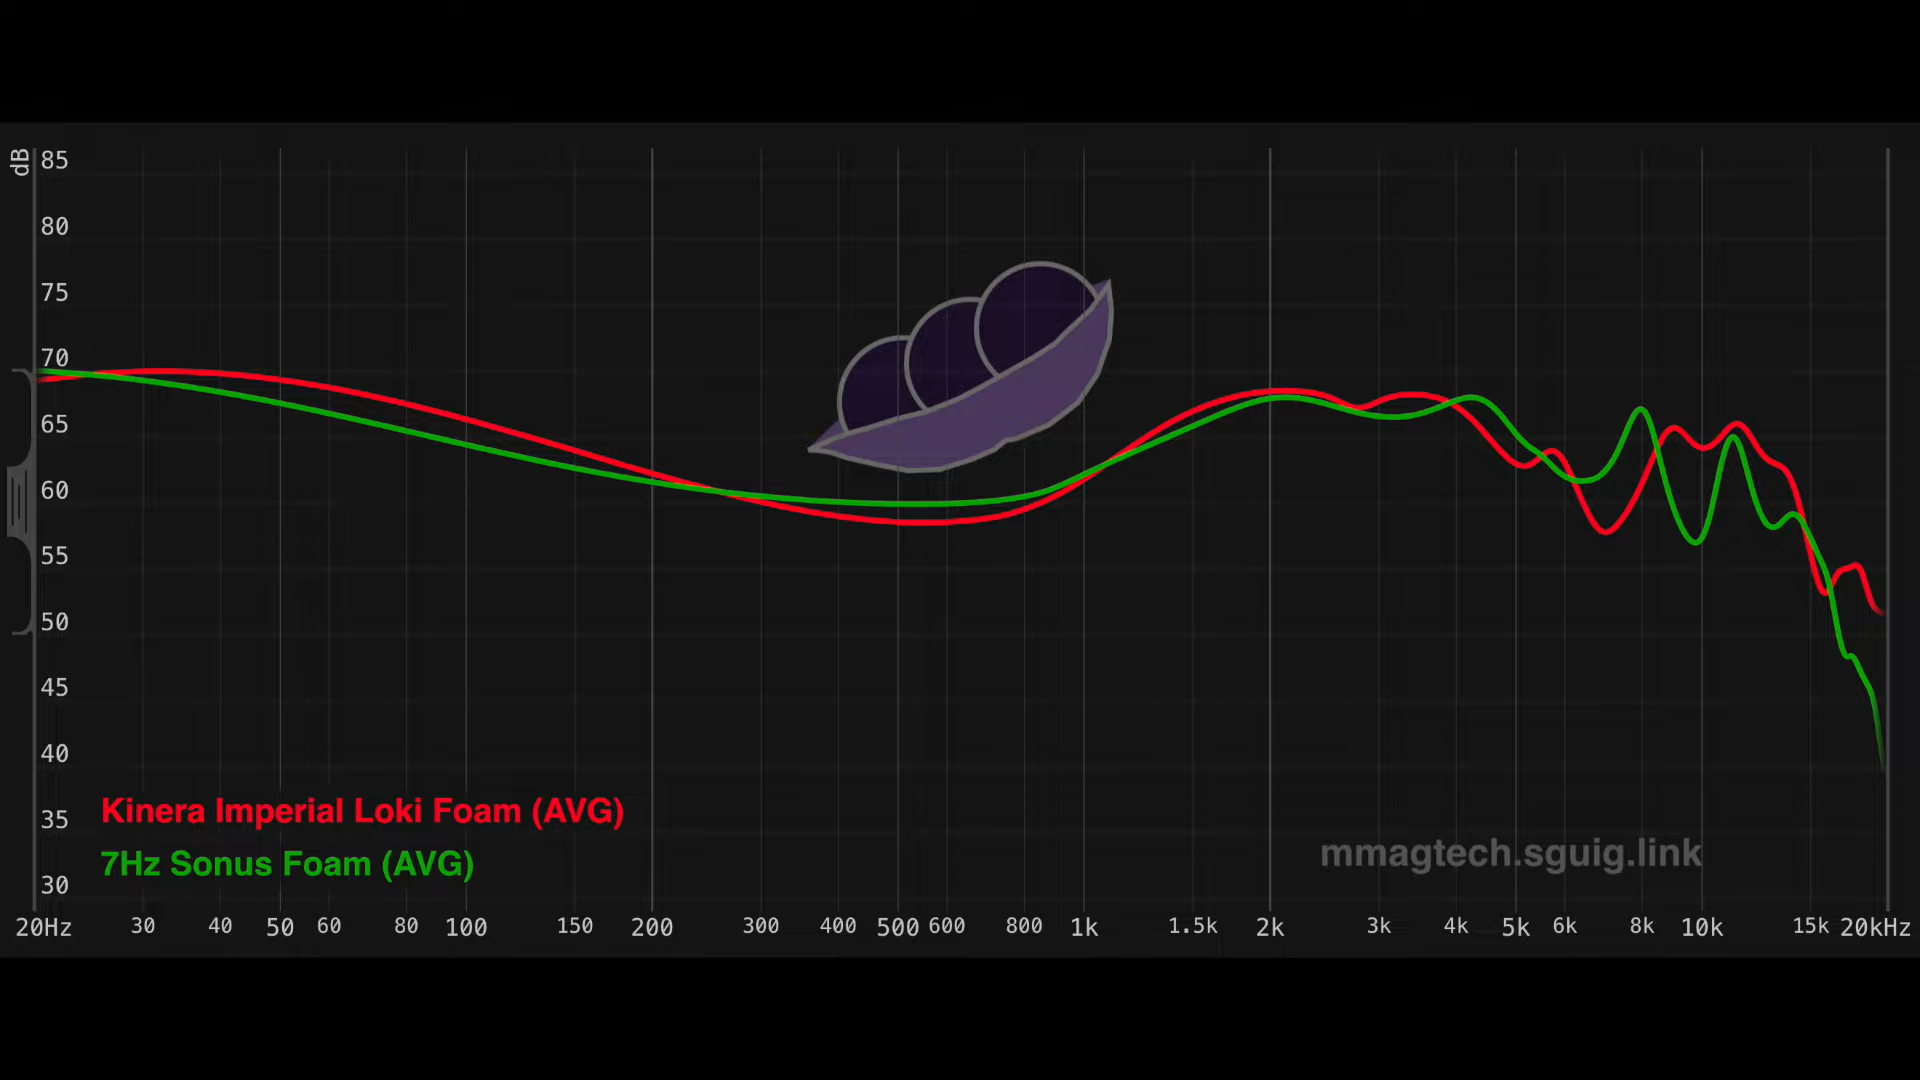 dB
85
80
75
70
65
60
55
50
45
40
35
30
Kinera Imperial Loki Foam (AVG)
7Hz Sonus Foam (AVG)
mmagtech.squig.link
20Hz 30 40 50 60 80 100 150 200 300 400 500 600 800 1k 1.5k 2k 3k 4k 5k 6k 8k 10k 15k 20kHz